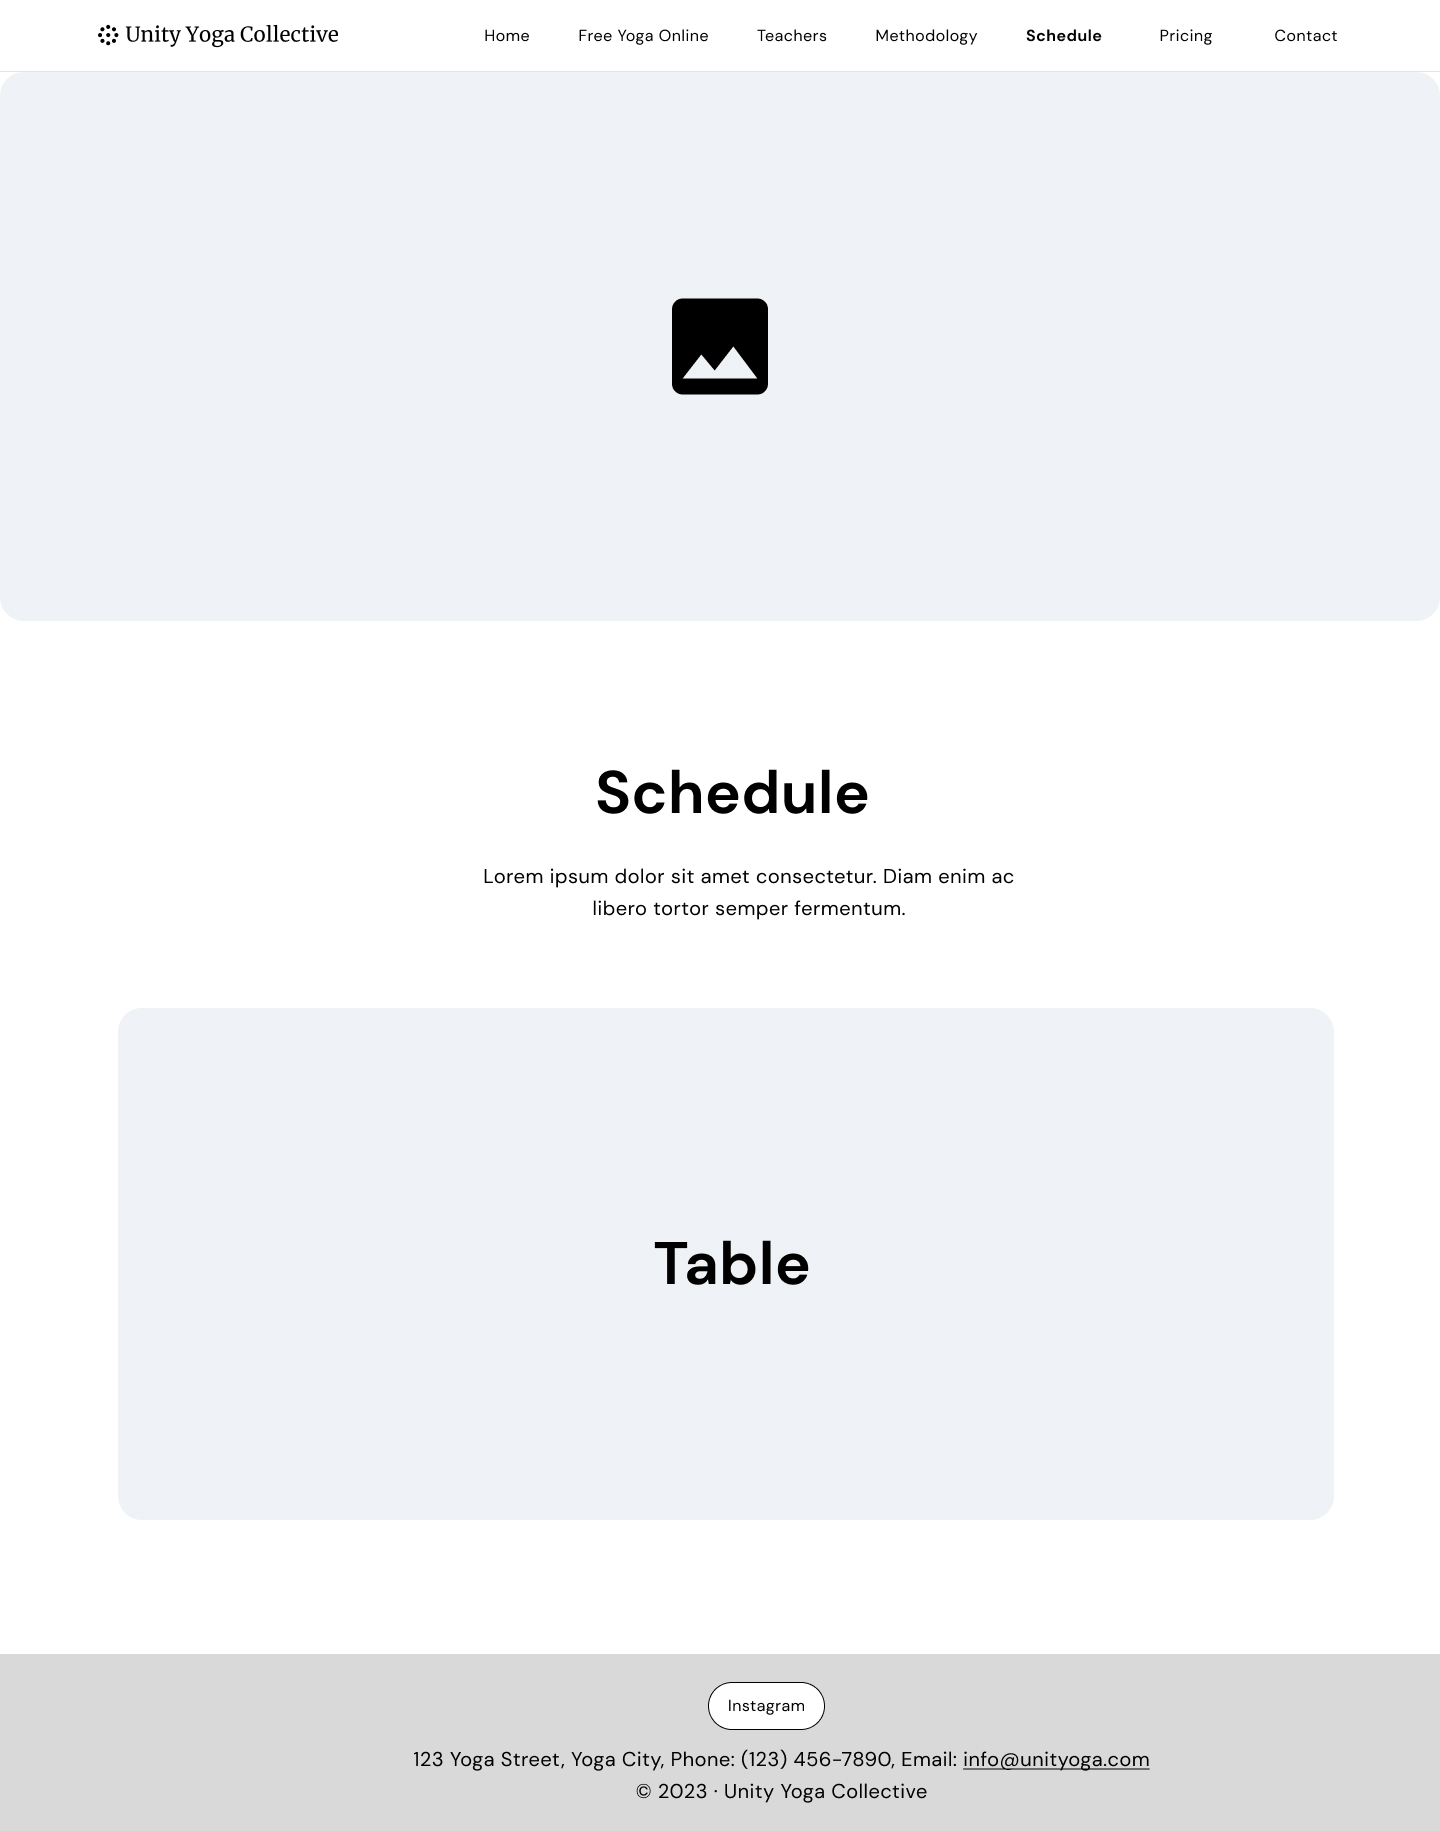 Unity Yoga Collective
Home Free Yoga Online Teachers Methodology Schedule Pricing Contact
Schedule
Lorem ipsum dolor sit amet consectetur. Diam enim ac
libero tortor semper fermentum.
Table
Instagram
123 Yoga Street, Yoga City, Phone: (123) 456-7890, Email: info@unityoga.com
© 2023 · Unity Yoga Collective